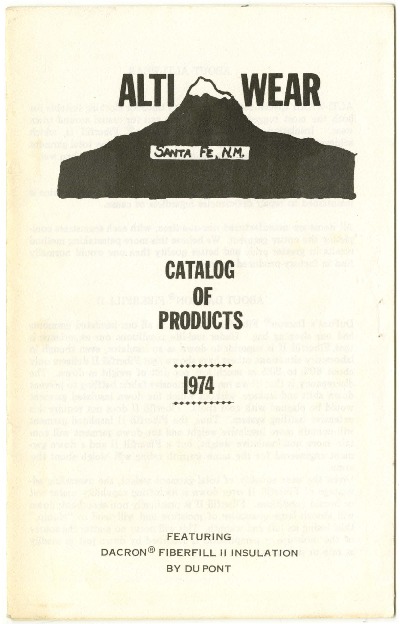 ALTI WEAR
SANTA FE, N.M.
CATALOG
OF
PRODUCTS
1974
FEATURING
DACRON® FIBERFILL II INSULATION
BY DU PONT